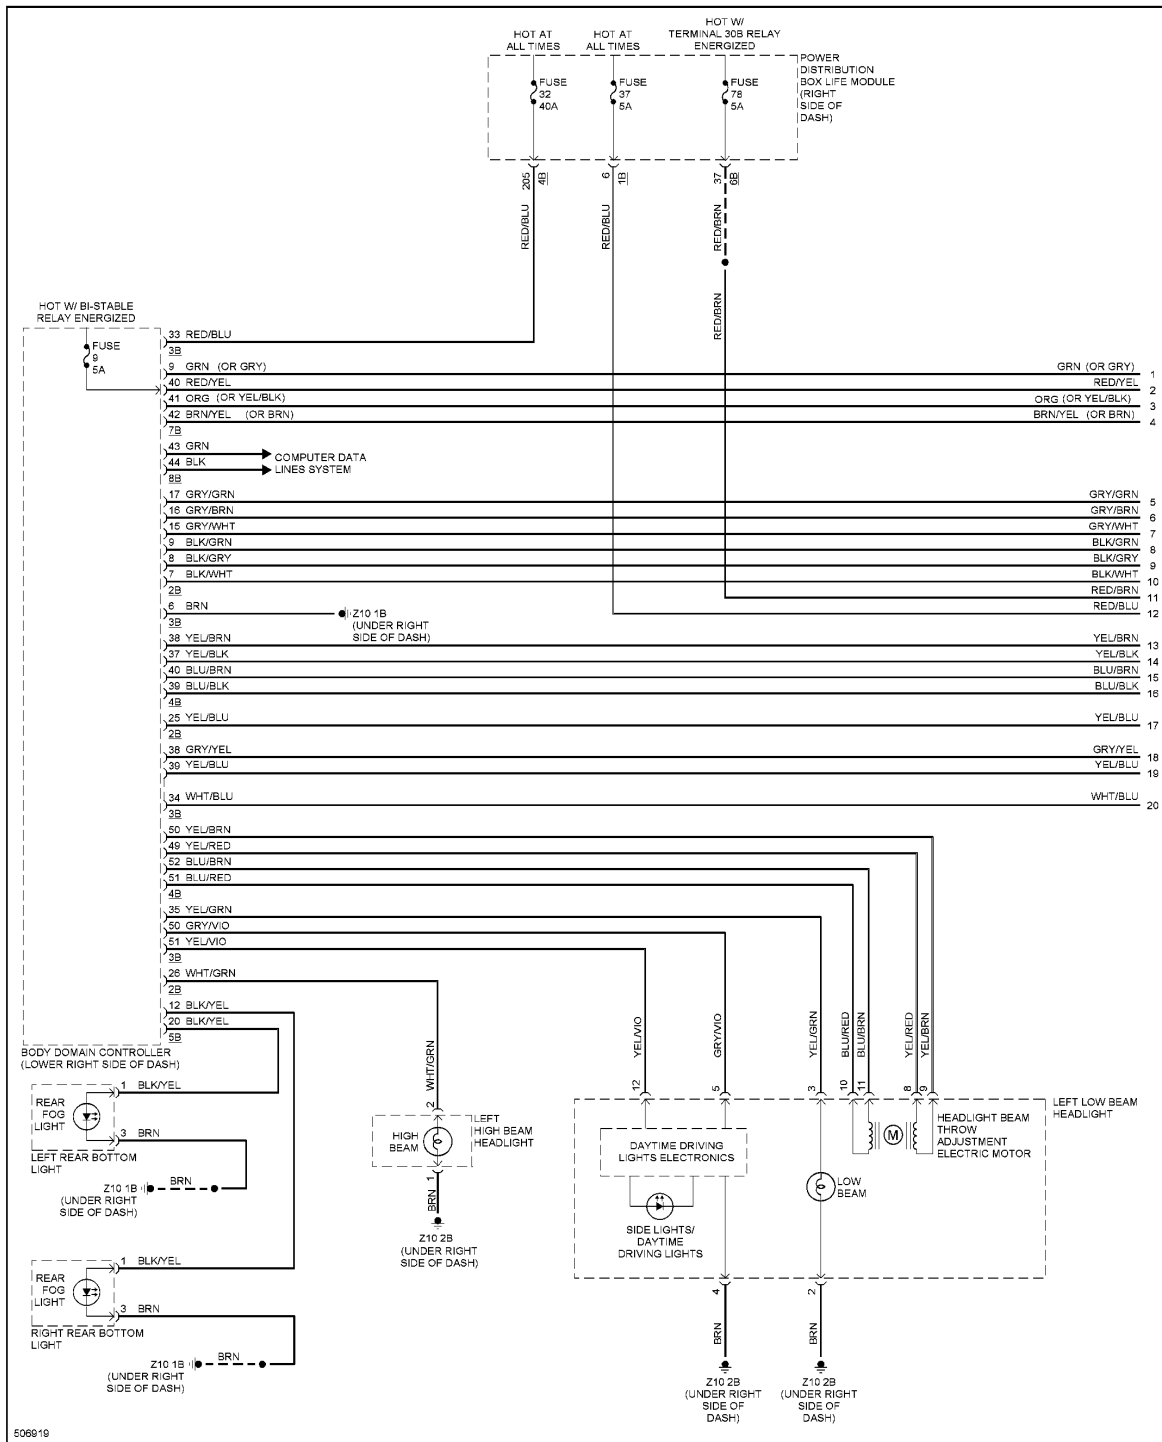 HOT AT
ALL TIMES
HOT AT
ALL TIMES
HOT W/
TERMINAL 30B RELAY
ENERGIZED
POWER
DISTRIBUTION
BOX LIFE MODULE
(RIGHT
SIDE OF
DASH)
FUSE
32
40A
FUSE
37
5A
FUSE
78
5A
205
4B
6
1B
37
6B
RED/BLU
RED/BLU
RED/BRN
RED/BRN
HOT W/ BI-STABLE
RELAY ENERGIZED
FUSE
9
5A
33 RED/BLU
3B
9 GRN (OR GRY) GRN (OR GRY) 1
40 RED/YEL RED/YEL 2
41 ORG (OR YEL/BLK) ORG (OR YEL/BLK) 3
42 BRN/YEL (OR BRN) BRN/YEL (OR BRN) 4
7B
43 GRN
44 BLK
8B
COMPUTER DATA
LINES SYSTEM
17 GRY/GRN GRY/GRN 5
16 GRY/BRN GRY/BRN 6
15 GRY/WHT GRY/WHT 7
9 BLK/GRN BLK/GRN 8
8 BLK/GRY BLK/GRY 9
7 BLK/WHT BLK/WHT 10
2B
RED/BRN 11
6 BRN RED/BLU 12
3B
Z10 1B
(UNDER RIGHT
SIDE OF DASH)
38 YEL/BRN YEL/BRN 13
37 YEL/BLK YEL/BLK 14
40 BLU/BRN BLU/BRN 15
39 BLU/BLK BLU/BLK 16
4B
25 YEL/BLU YEL/BLU 17
2B
38 GRY/YEL GRY/YEL 18
39 YEL/BLU YEL/BLU 19
34 WHT/BLU WHT/BLU 20
3B
50 YEL/BRN
49 YEL/RED
52 BLU/BRN
51 BLU/RED
4B
35 YEL/GRN
50 GRY/VIO
51 YEL/VIO
3B
26 WHT/GRN
2B
12 BLK/YEL
20 BLK/YEL
5B
BODY DOMAIN CONTROLLER
(LOWER RIGHT SIDE OF DASH)
REAR
FOG
LIGHT
1 BLK/YEL
3 BRN
LEFT REAR BOTTOM
LIGHT
BRN
Z10 1B
(UNDER RIGHT
SIDE OF DASH)
REAR
FOG
LIGHT
1 BLK/YEL
3 BRN
RIGHT REAR BOTTOM
LIGHT
BRN
Z10 1B
(UNDER RIGHT
SIDE OF DASH)
WHT/GRN
2
HIGH
BEAM
LEFT
HIGH BEAM
HEADLIGHT
1
BRN
Z10 2B
(UNDER RIGHT
SIDE OF DASH)
YEL/VIO
GRY/VIO
YEL/GRN
BLU/RED
BLU/BRN
YEL/RED
YEL/BRN
12
5
3
10
11
8
9
LEFT LOW BEAM
HEADLIGHT
DAYTIME DRIVING
LIGHTS ELECTRONICS
M
HEADLIGHT BEAM
THROW
ADJUSTMENT
ELECTRIC MOTOR
LOW
BEAM
SIDE LIGHTS/
DAYTIME
DRIVING LIGHTS
4
2
BRN
BRN
Z10 2B
(UNDER RIGHT
SIDE OF
DASH)
Z10 2B
(UNDER RIGHT
SIDE OF
DASH)
506919